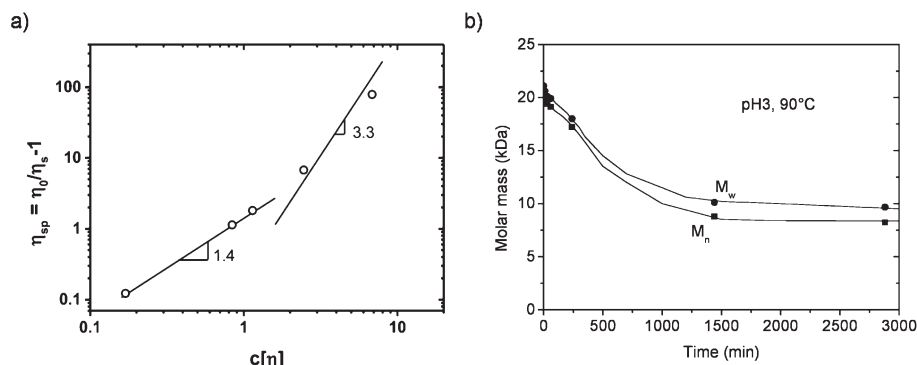 a)
100
10
1
0.1
η_sp = η_0/η_s-1
3.3
1.4
0.1
1
10
c[η]
b)
25
20
15
10
5
0
Molar mass (kDa)
pH3, 90°C
M_w
M_n
0
500
1000
1500
2000
2500
3000
Time (min)